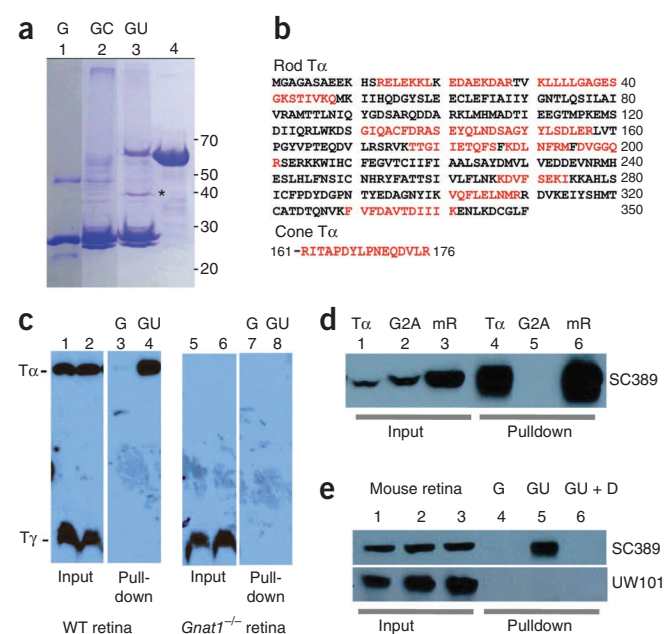 a
G GC GU
1 2 3 4
70
50
40
*
30
20
b
Rod Tα
MGAGASAEEK HSRELEKKLK EDAEKDARTV KLLLLGAGES 40
GKSTIVKQMK IIHQDGYSLE ECLEFIAIIY GNTLQSILAI 80
VRAMTTLNIQ YGDSARQDDA RKLMHMADTI EEGTMPKEMS
DIIQRLWKDS GIQACFDRAS EYQLNDSAGY YLSDLERLVT 160
PGYVPTEQDV LRSRVKTTGI IETQFSFKDL NFRMFDVGGQ 200
RSERKKWIHC FEGVTCIIFI AALSAYDMVL VEDDEVNRMH 240
ESLHLFNSIC NHRYFATTSI VLFLNKKDVF SEKIKKAHLS
ICFPDYDGPN TYEDAGNYIK VQFLELNMRR DVKEIYSHMT 320
CATDTQNVKF VFDAVTDIII KENLKDCGLF 350
Cone Tα
161-RITAPDYLPNEQDVLR 176
c
G GU G GU
1 2 3 4 5 6 7 8
Tα
Tγ
Input Pull-down Input Pull-down
WT retina Gnat1–/– retina
d
Tα G2A mR Tα G2A mR
1 2 3 4 5 6
SC389
Input Pulldown
e
Mouse retina G GU GU + D
1 2 3 4 5 6
SC389
UW101
Input Pulldown